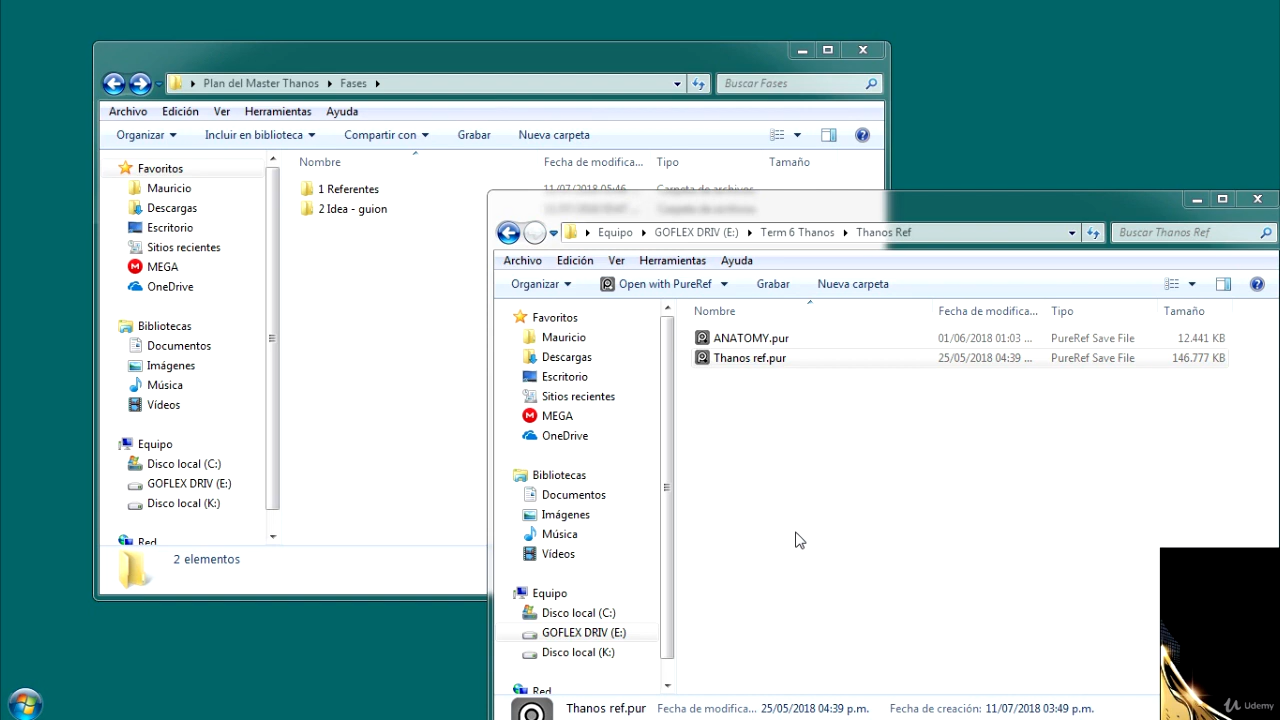 Plan del Master Thanos Fases
Buscar Fases
Archivo Edición Ver Herramientas Ayuda
Organizar Incluir en biblioteca Compartir con Grabar Nueva carpeta
Favoritos
Mauricio
Descargas
Escritorio
Sitios recientes
MEGA
OneDrive
Bibliotecas
Documentos
Imágenes
Música
Vídeos
Equipo
Disco local (C:)
GOFLEX DRIV (E:)
Disco local (K:)
Red
Nombre Fecha de modifica... Tipo Tamaño
1 Referentes 11/07/2018 05:46 Carpeta de archivos
2 Idea - guion
2 elementos
Equipo GOFLEX DRIV (E:) Term 6 Thanos Thanos Ref
Buscar Thanos Ref
Archivo Edición Ver Herramientas Ayuda
Organizar Open with PureRef Grabar Nueva carpeta
Favoritos
Mauricio
Descargas
Escritorio
Sitios recientes
MEGA
OneDrive
Bibliotecas
Documentos
Imágenes
Música
Vídeos
Equipo
Disco local (C:)
GOFLEX DRIV (E:)
Disco local (K:)
Red
Nombre Fecha de modifica... Tipo Tamaño
ANATOMY.pur 01/06/2018 01:03 ... PureRef Save File 12.441 KB
Thanos ref.pur 25/05/2018 04:39 ... PureRef Save File 146.777 KB
Thanos ref.pur Fecha de modifica... 25/05/2018 04:39 p.m. Fecha de creación: 11/07/2018 03:49 p.m.
Udemy